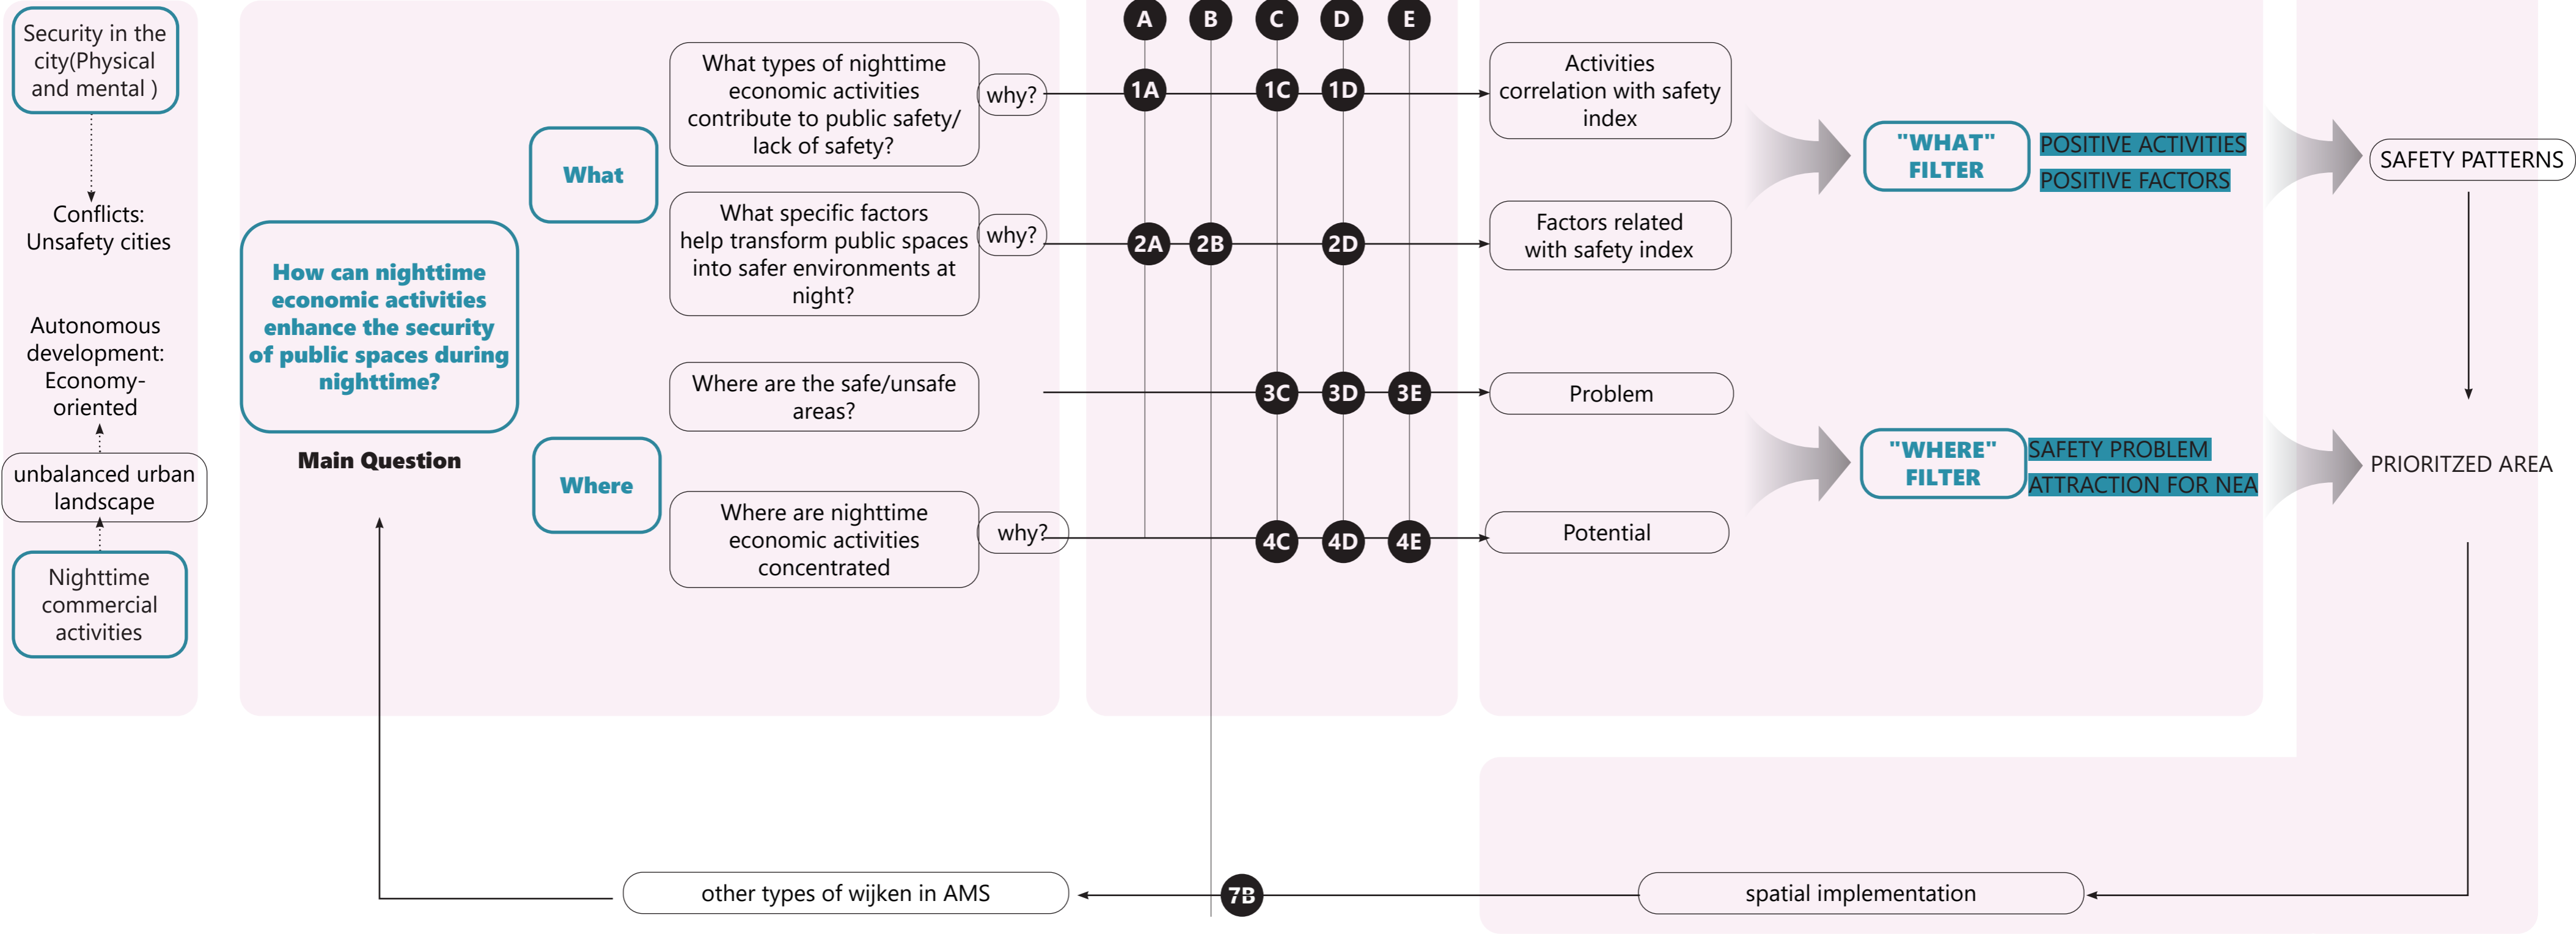 Security in the
city(Physical
and mental )
Conflicts:
Unsafety cities
Autonomous
development:
Economy-
oriented
unbalanced urban
landscape
Nighttime
commercial
activities
How can nighttime
economic activities
enhance the security
of public spaces during
nighttime?
Main Question
What
Where
What types of nighttime
economic activities
contribute to public safety/
lack of safety?
why?
What specific factors
help transform public spaces
into safer environments at
night?
why?
Where are the safe/unsafe
areas?
Where are nighttime
economic activities
concentrated
why?
A B C D E
1A 1C 1D
2A 2B 2D
3C 3D 3E
4C 4D 4E
Activities
correlation with safety
index
Factors related
with safety index
Problem
Potential
"WHAT"
FILTER
POSITIVE ACTIVITIES
POSITIVE FACTORS
"WHERE"
FILTER
SAFETY PROBLEM
ATTRACTION FOR NEA
SAFETY PATTERNS
PRIORITZED AREA
other types of wijken in AMS
7B
spatial implementation